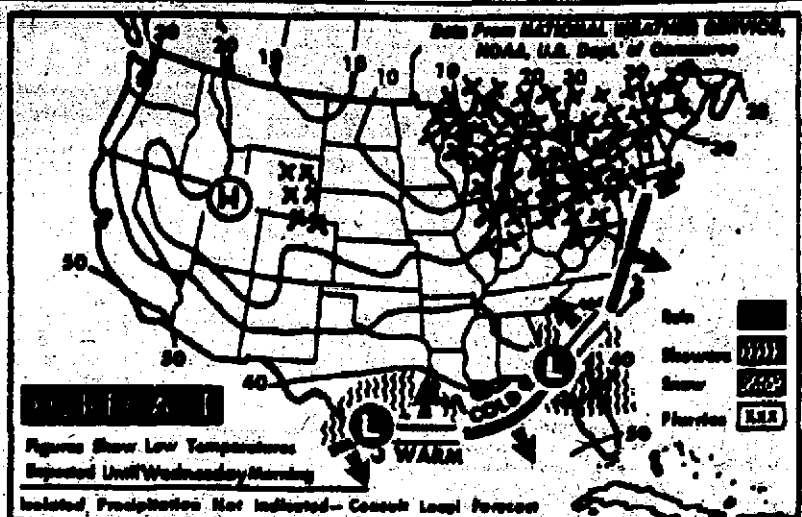 Data From NATIONAL WEATHER SERVICE,
NOAA, U.S. Dept. of Commerce
30 20 10 10 10 10 20 30 20
30
30
H
50
50
40
L
COLD
WARM
L
40
50
Rain
Showers
Snow
Flurries
FORECAST
Figures Show Low Temperatures
Expected Until Wednesday Morning
Isolated Precipitation Not Indicated— Consult Local Forecast